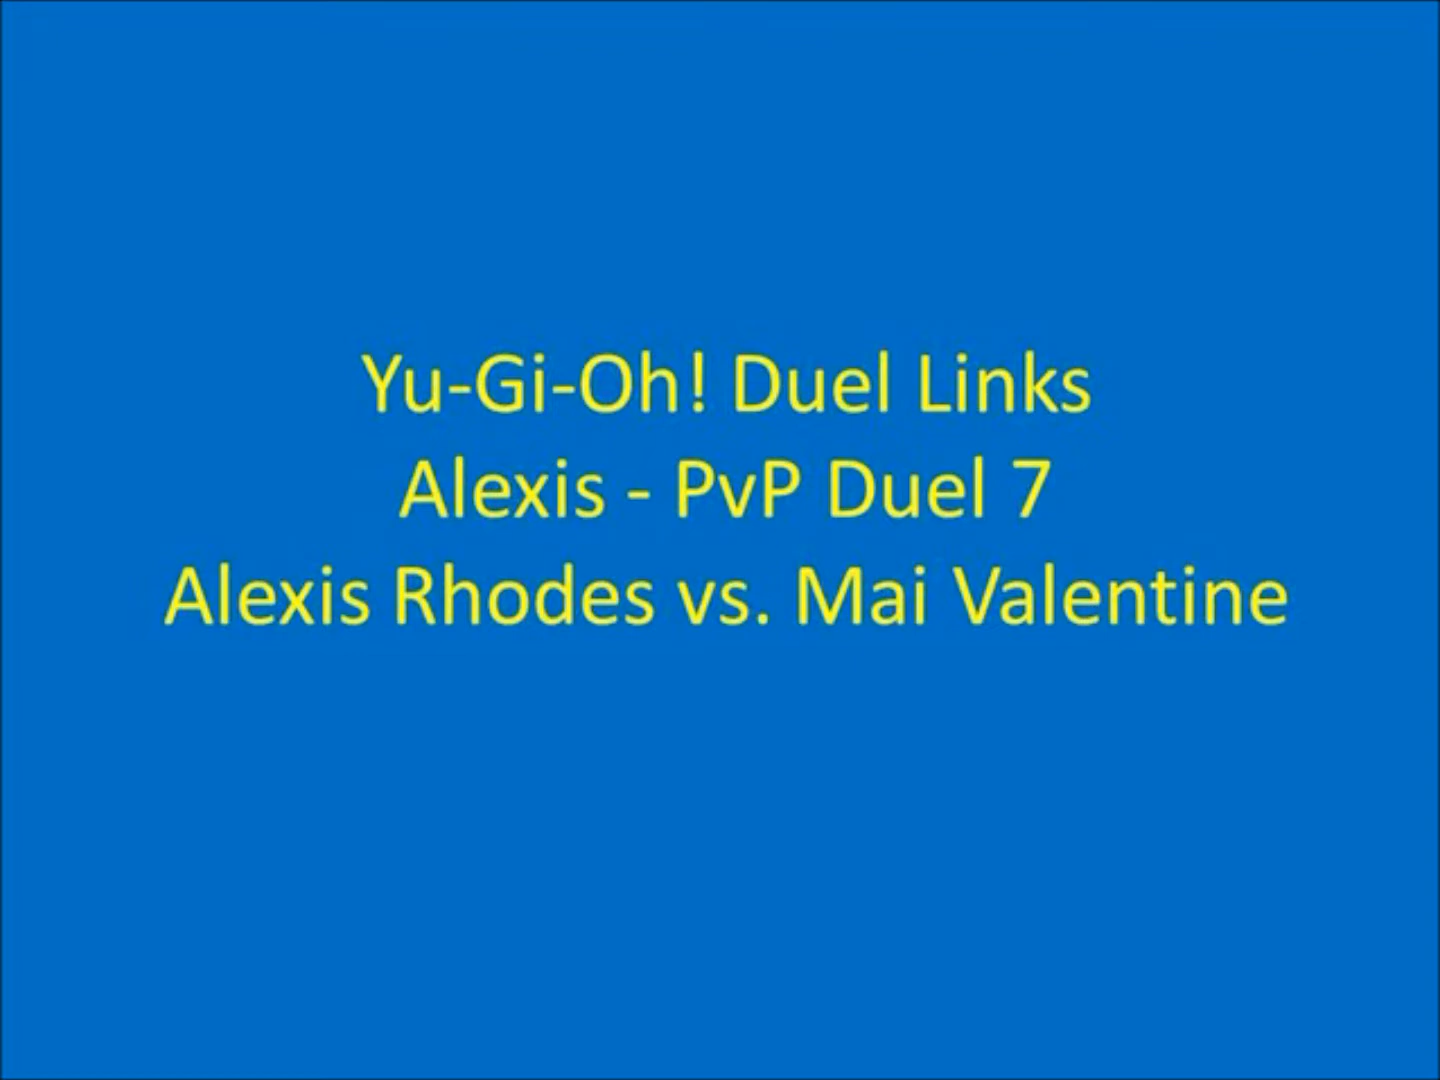 Yu-Gi-Oh! Duel Links
Alexis - PvP Duel 7
Alexis Rhodes vs. Mai Valentine